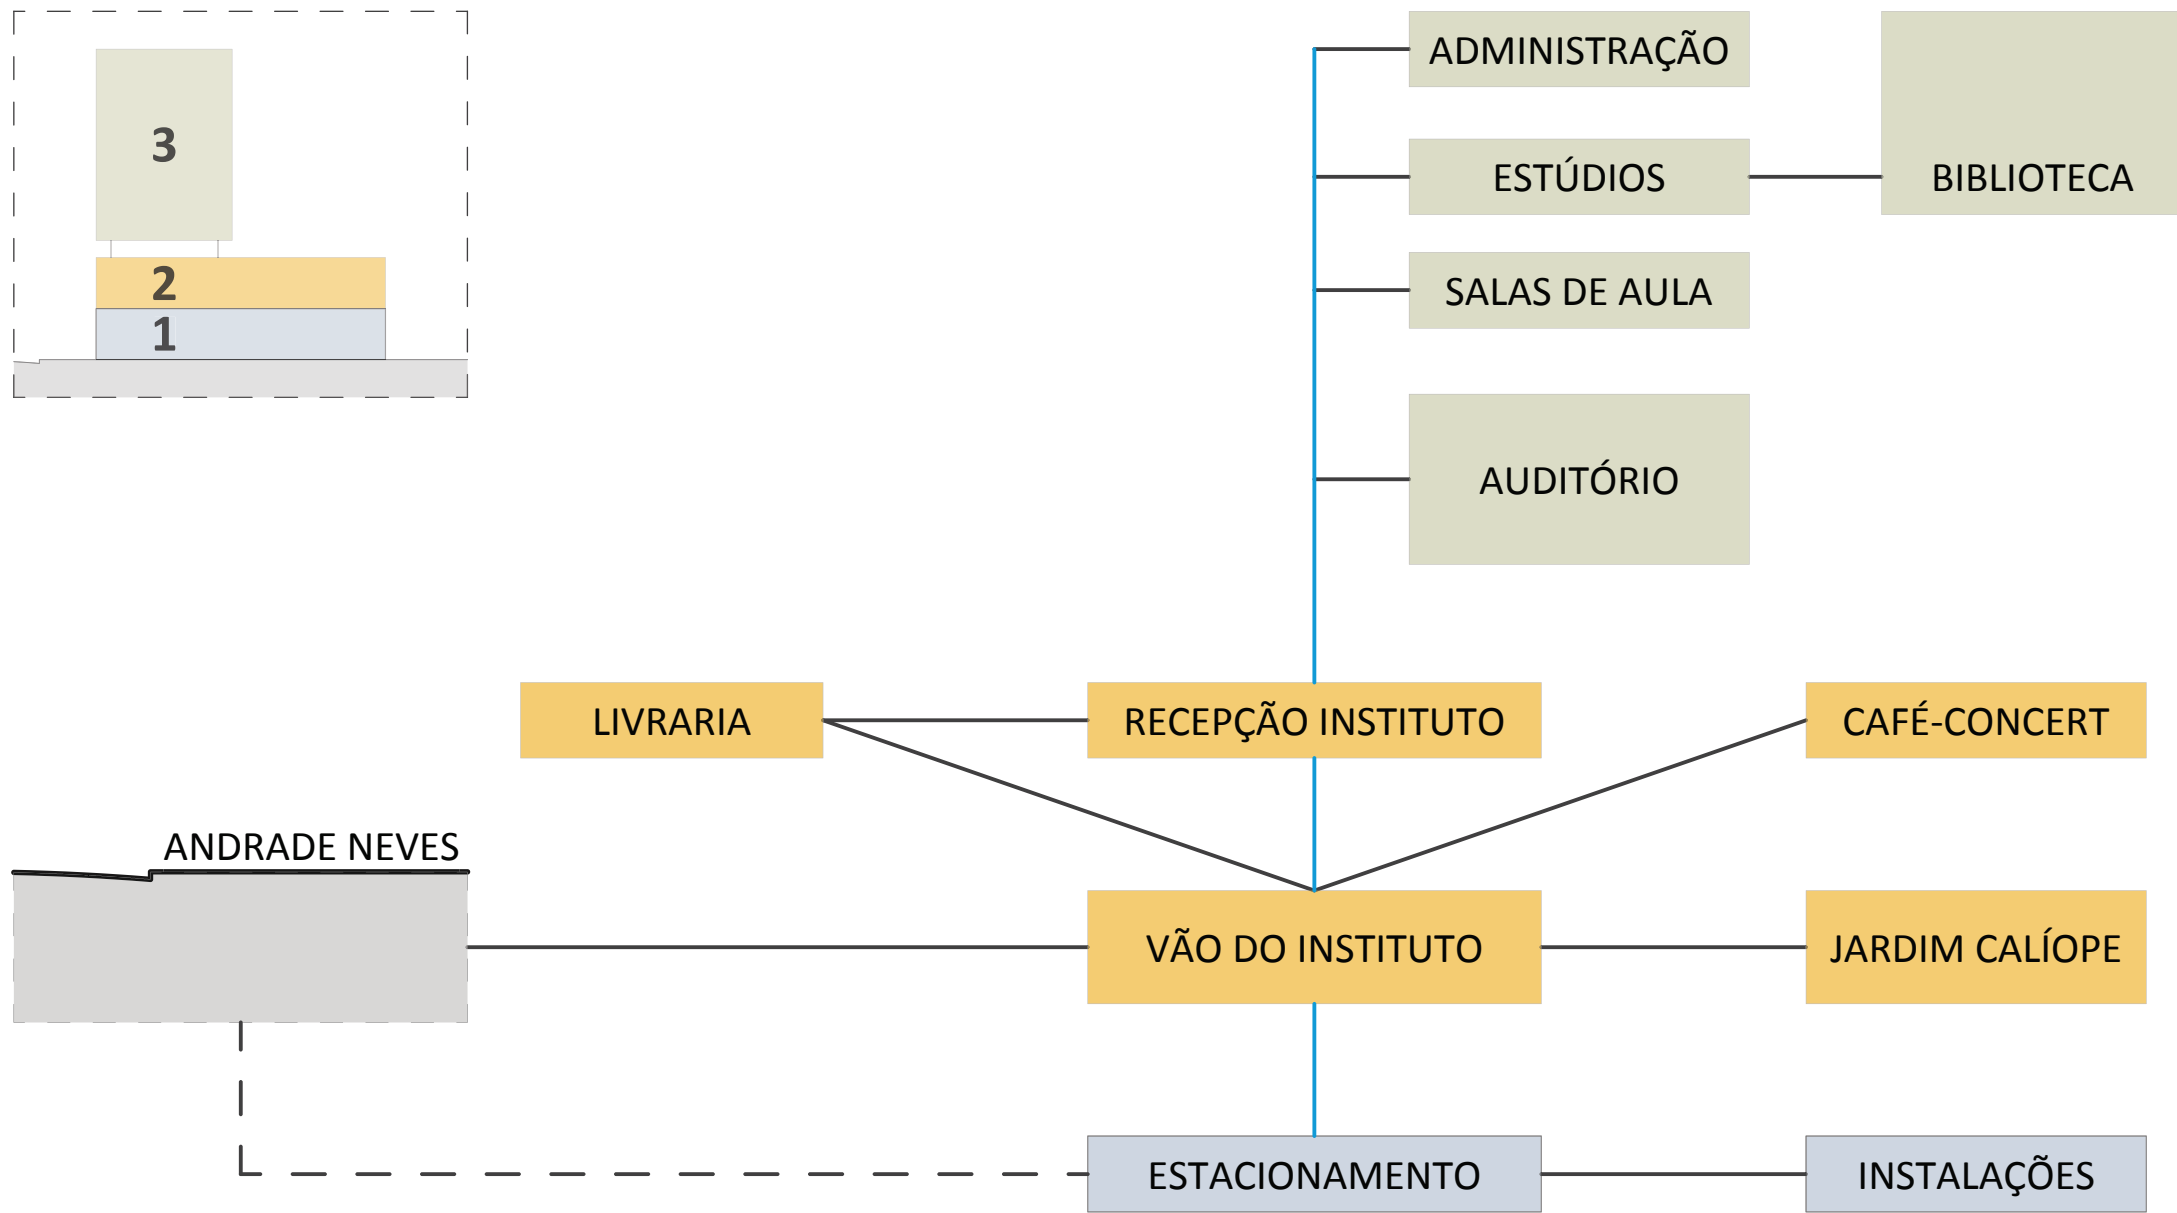 3
2
1
ADMINISTRAÇÃO
ESTÚDIOS
BIBLIOTECA
SALAS DE AULA
AUDITÓRIO
LIVRARIA
RECEPÇÃO INSTITUTO
CAFÉ-CONCERT
ANDRADE NEVES
VÃO DO INSTITUTO
JARDIM CALÍOPE
ESTACIONAMENTO
INSTALAÇÕES